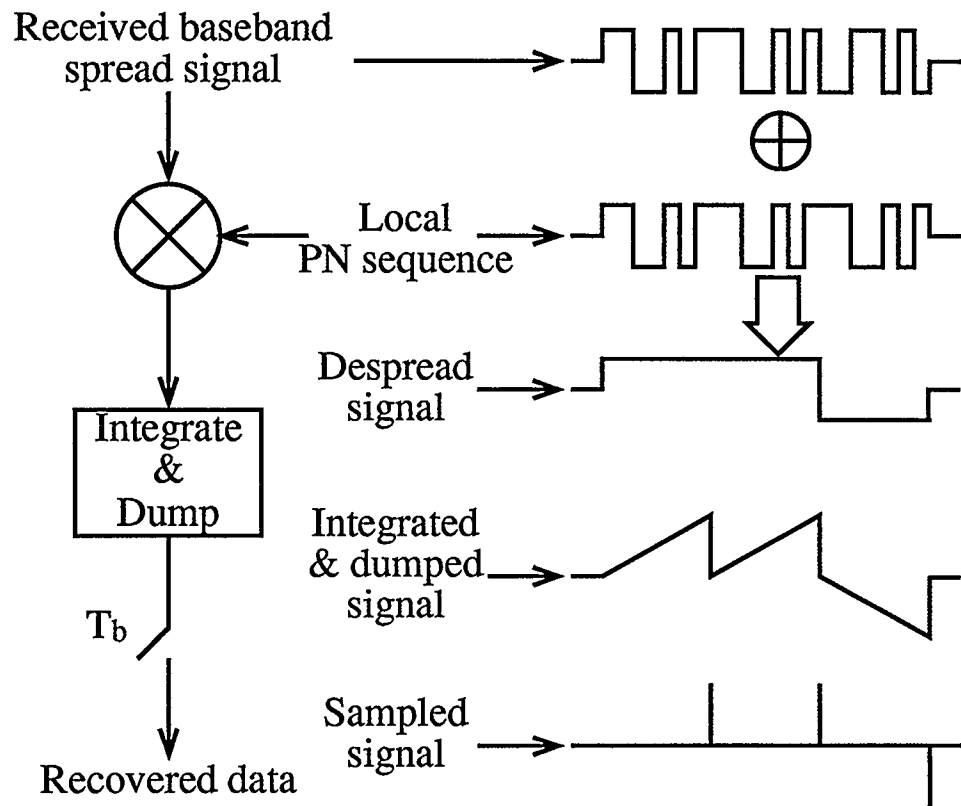 Received baseband
spread signal
Local
PN sequence
Despread
signal
Integrate
&
Dump
Integrated
& dumped
signal
Tb
Sampled
signal
Recovered data